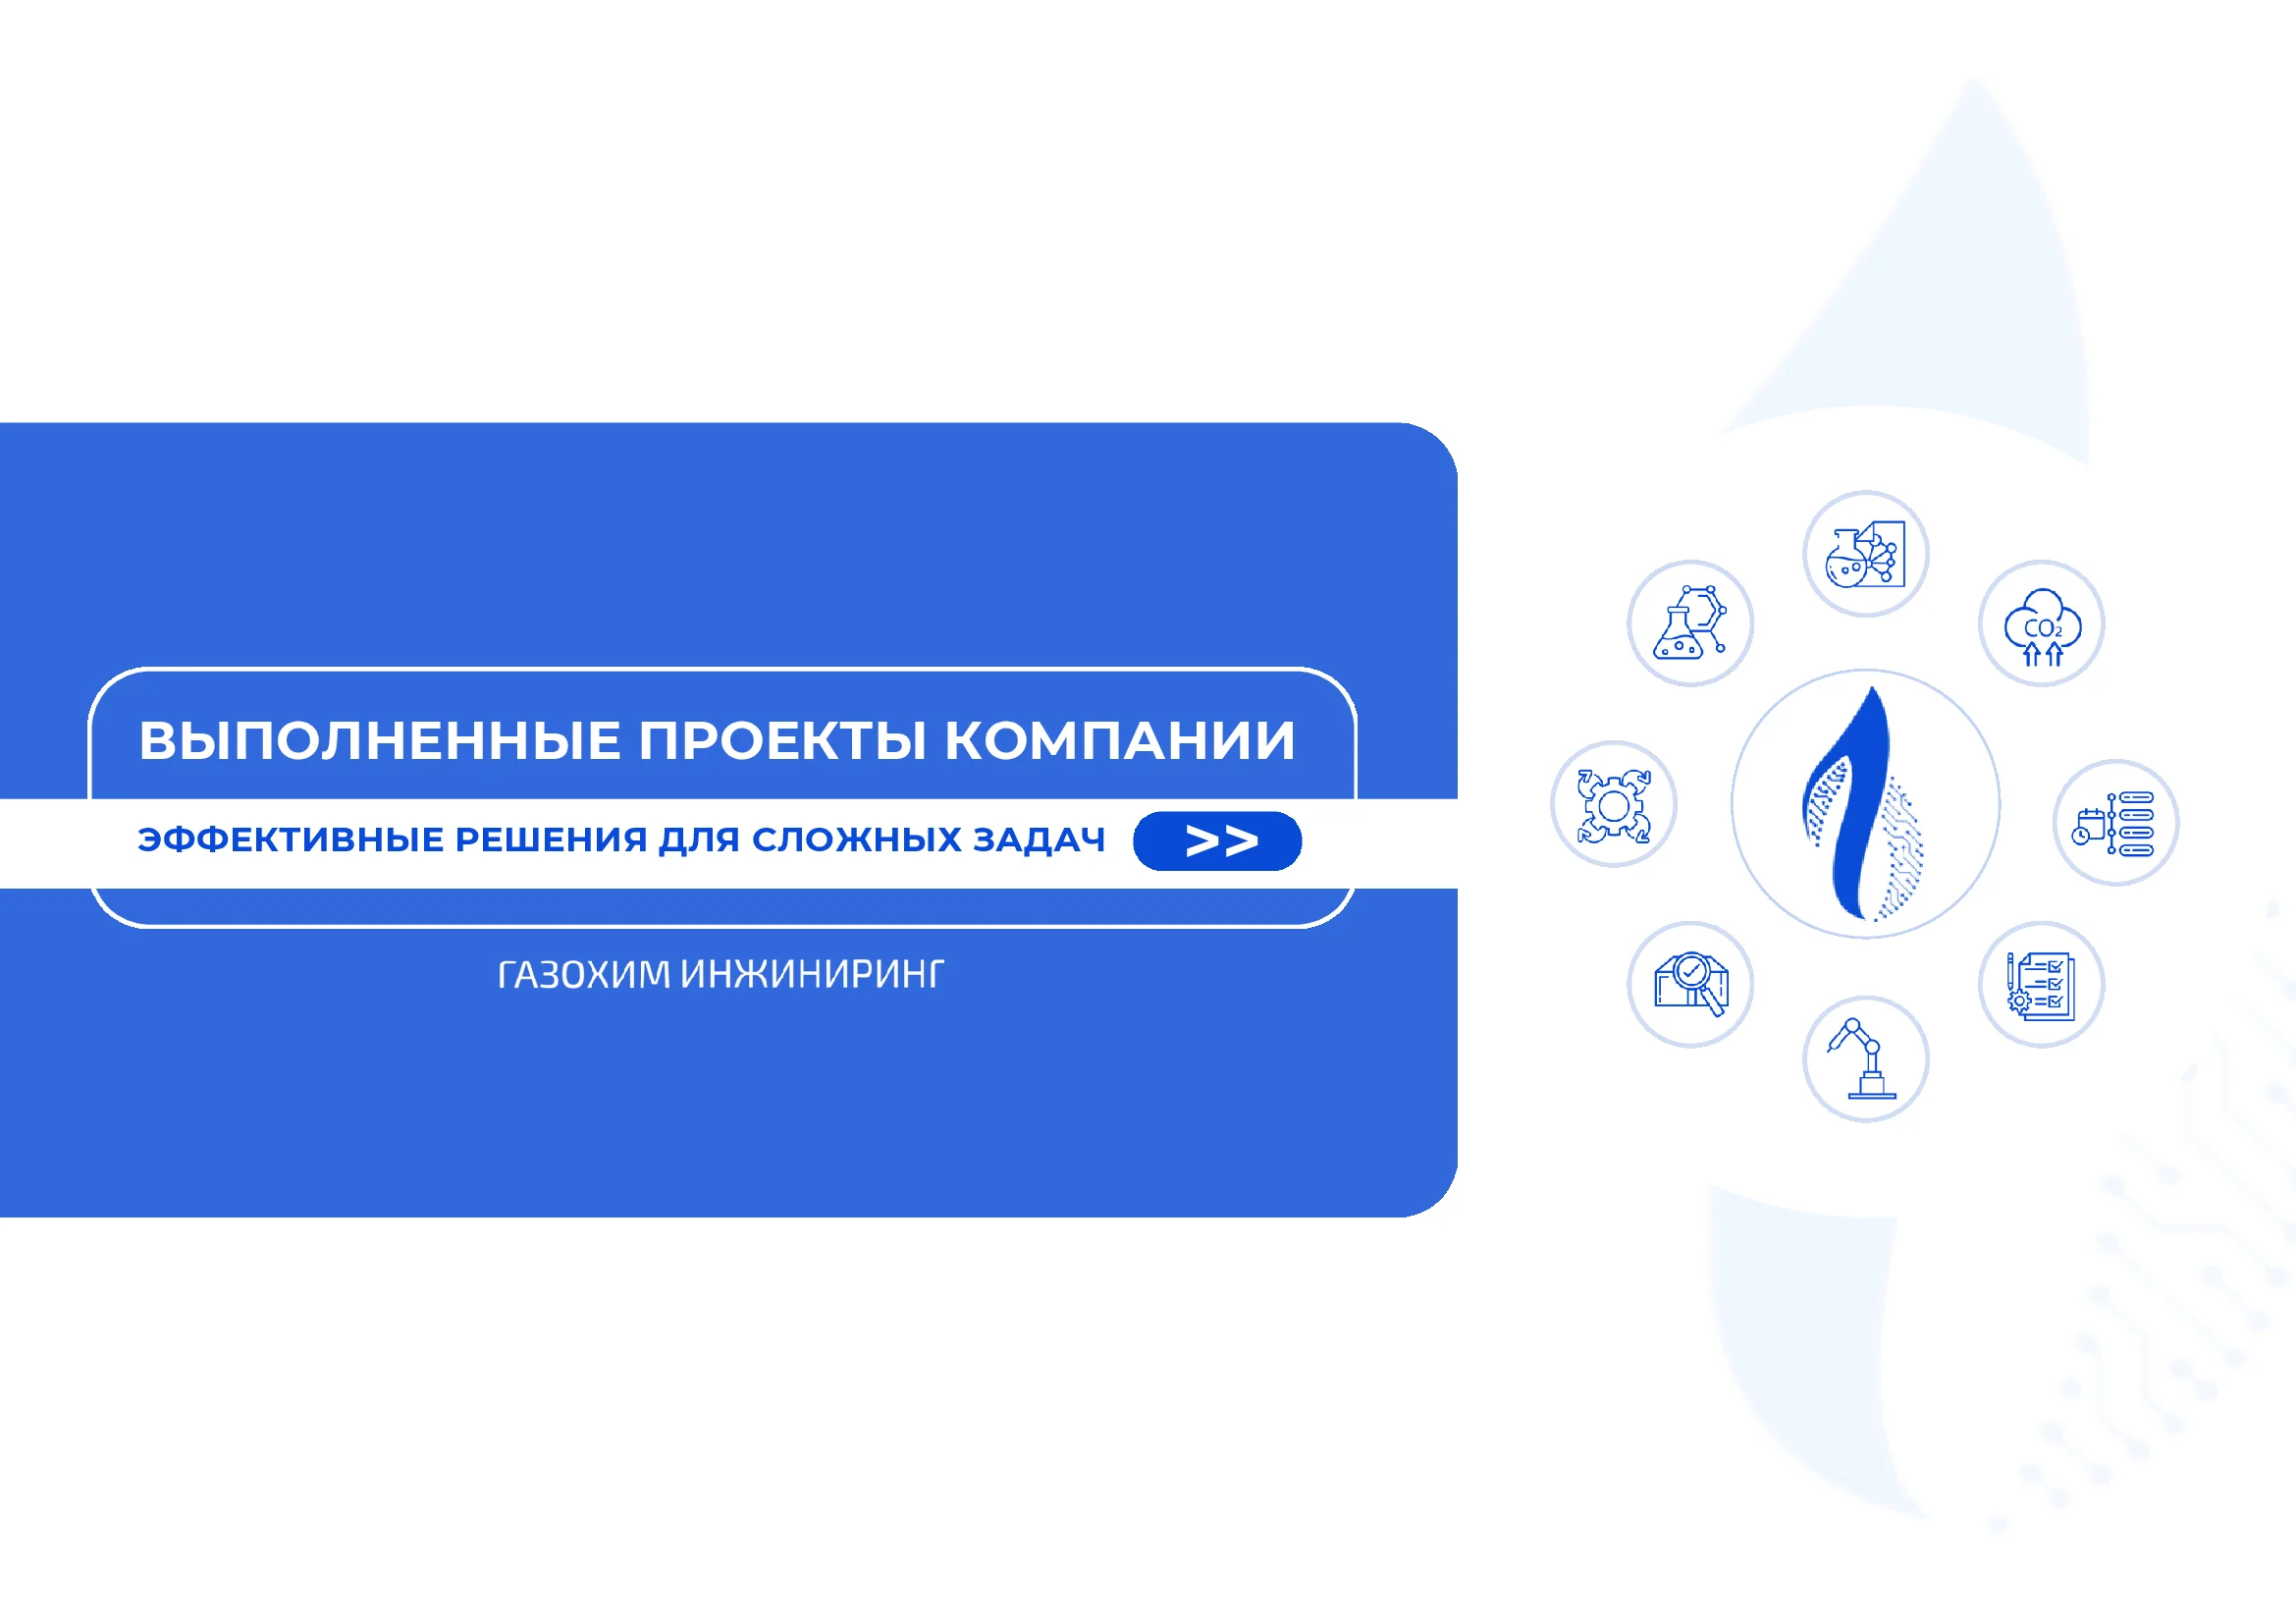 ВЫПОЛНЕННЫЕ ПРОЕКТЫ КОМПАНИИ
ЭФФЕКТИВНЫЕ РЕШЕНИЯ ДЛЯ СЛОЖНЫХ ЗАДАЧ >>
ГАЗОХИМ ИНЖИНИРИНГ
CO₂